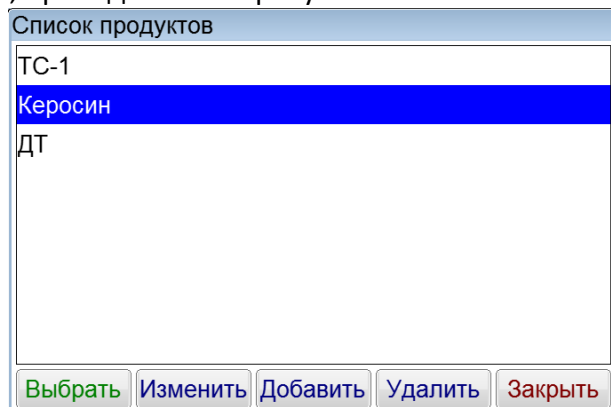 Список продуктов
ТС-1
Керосин
ДТ
Выбрать Изменить Добавить Удалить Закрыть